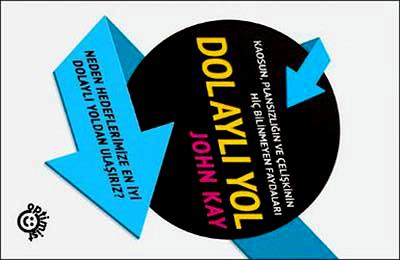 KAOSUN, PLANSIZLIĞIN VE ÇELİŞKİNİN
HİÇ BİLİNMEYEN FAYDALARI
DOLAYLI YOL
JOHN KAY
NEDEN HEDEFLERİMİZE EN İYİ
DOLAYLI YOLDAN ULAŞIRIZ?
optimist